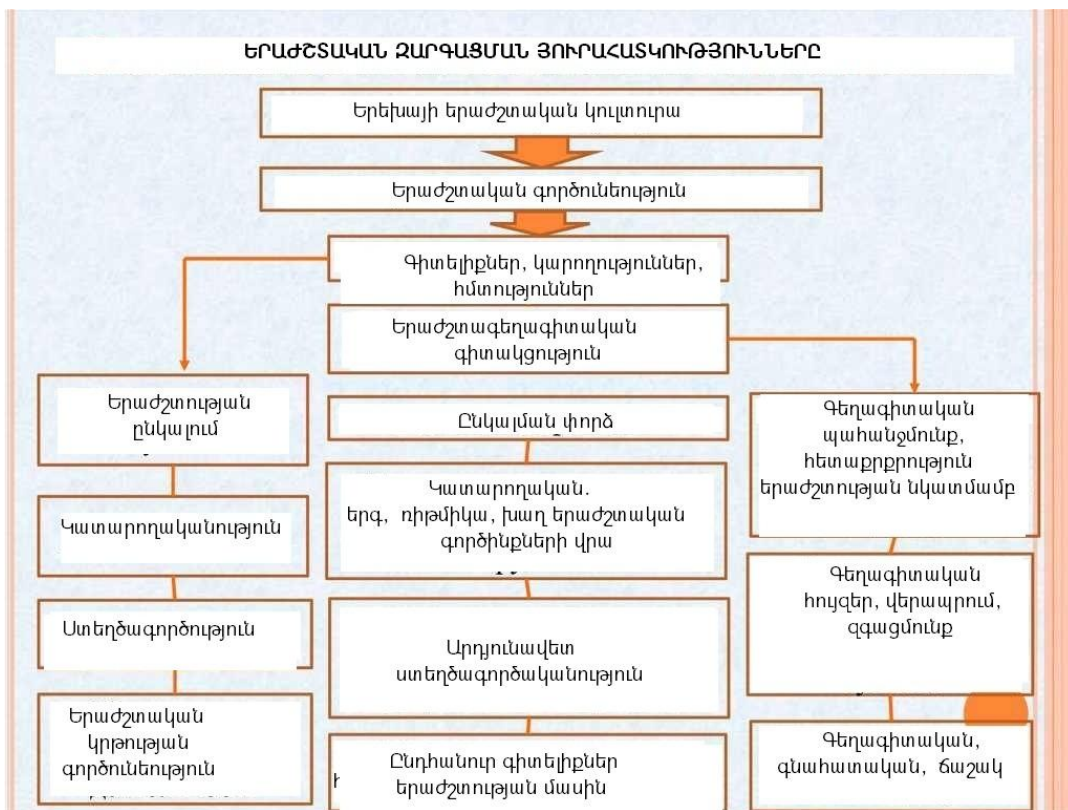 ԵՐԱԺՇՏԱԿԱՆ ԶԱՐԳԱՑՄԱՆ ՅՈՒՐԱՀԱՏԿՈՒԹՅՈՒՆՆԵՐԸ
Երեխայի երաժշտական կուլտուրա
Երաժշտական գործունեություն
Գիտելիքներ, կարողություններ,
հմտություններ
Երաժշտագեղագիտական
գիտակցություն
Երաժշտության
ընկալում
Կատարողականություն
Ստեղծագործություն
Երաժշտական
կրթության
գործունեություն
Ընկալման փորձ
Կատարողական.
երգ, ռիթմիկա, խաղ երաժշտական
գործինքների վրա
Արդյունավետ
ստեղծագործականություն
Ընդհանուր գիտելիքներ
երաժշտության մասին
Գեղագիտական
պահանջմունք,
հետաքրքրություն
երաժշտության նկատմամբ
Գեղագիտական
հույզեր, վերապրում,
զգացմունք
Գեղագիտական,
գնահատական, ճաշակ